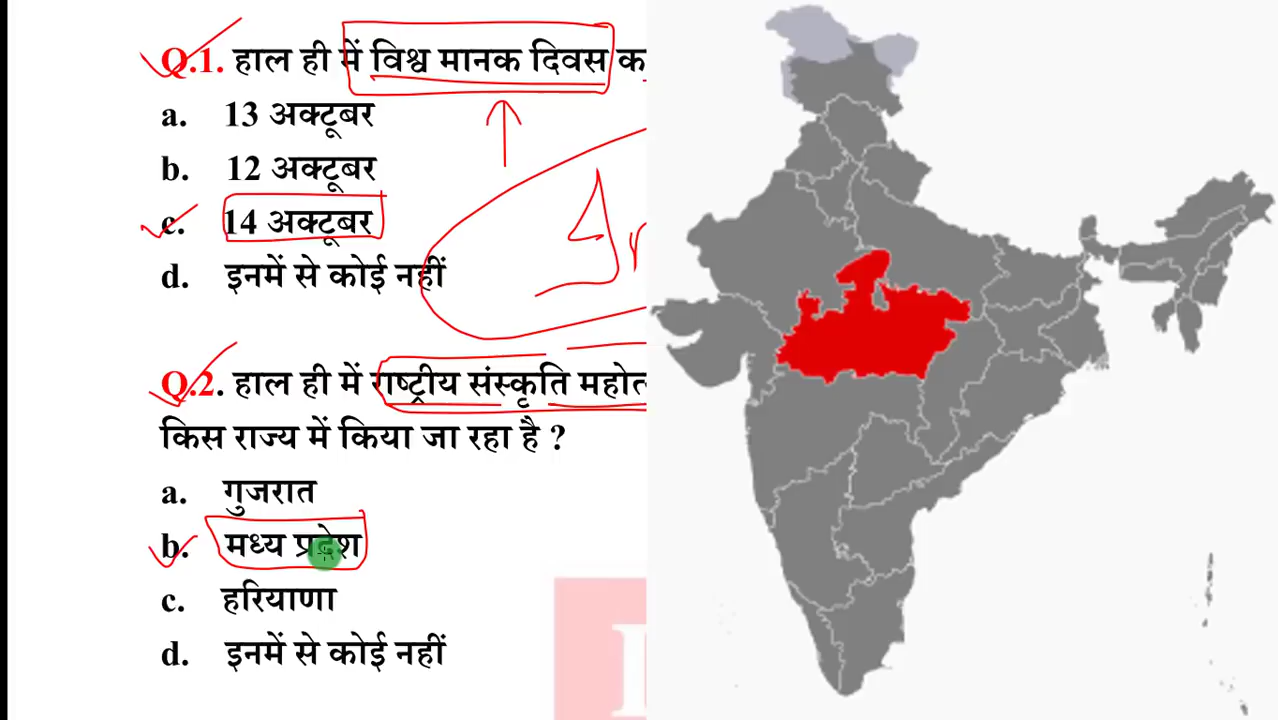 Q.1. हाल ही में विश्व मानक दिवस
a. 13 अक्टूबर
b. 12 अक्टूबर
c. 14 अक्टूबर
d. इनमें से कोई नहीं
Q.2. हाल ही में राष्ट्रीय संस्कृति
किस राज्य में किया जा रहा है ?
a. गुजरात
b. मध्य प्रदेश
c. हरियाणा
d. इनमें से कोई नहीं